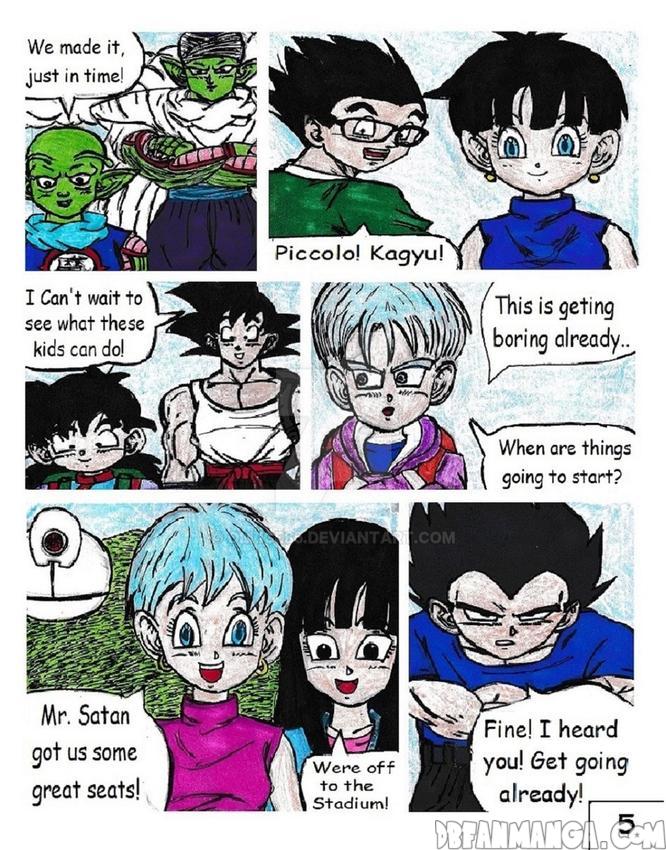 We made it,
just in time!
Piccolo! Kagyu!
I Can't wait to
see what these
kids can do!
This is geting
boring already..
When are things
going to start?
Mr. Satan
got us some
great seats!
Were off
to the
Stadium!
Fine! I heard
you! Get going
already!
5
DBFANMANGA.COM